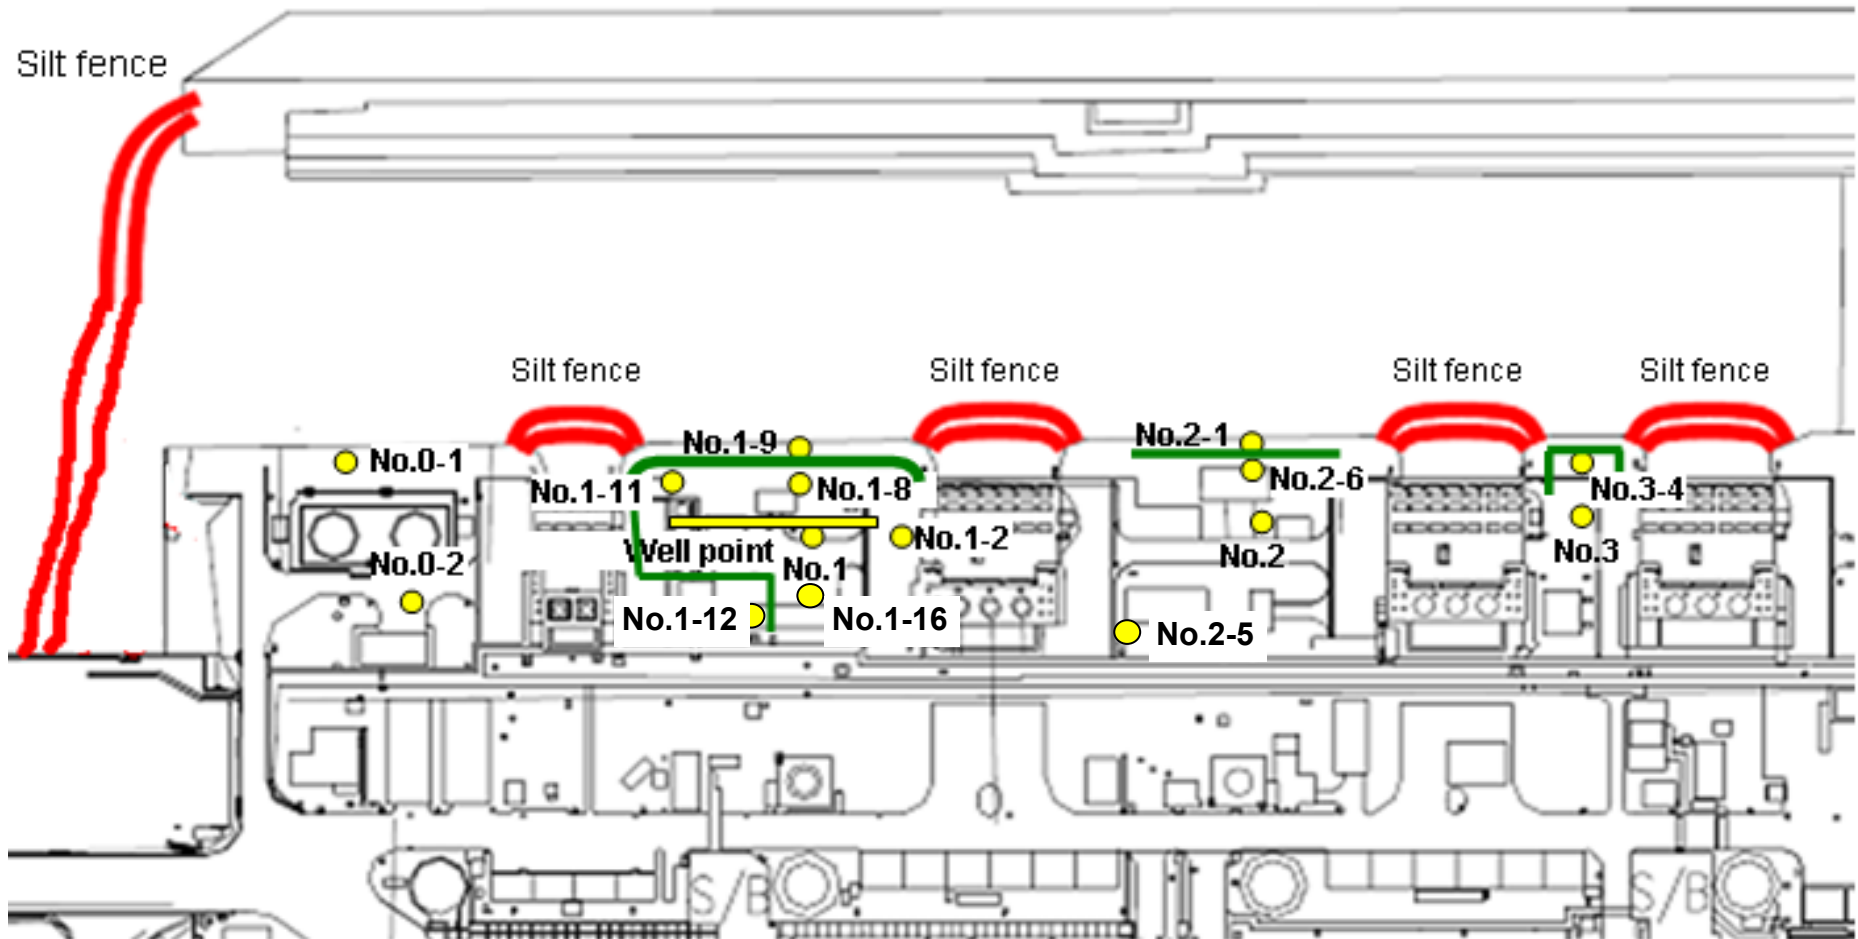 Silt fence
Silt fence
Silt fence
Silt fence
Silt fence
No.0-1
No.1-9
No.2-1
No.1-11
No.1-8
No.2-6
No.3-4
No.0-2
Well point
No.1
No.1-2
No.2
No.3
No.1-12
No.1-16
No.2-5
S/B
S/B